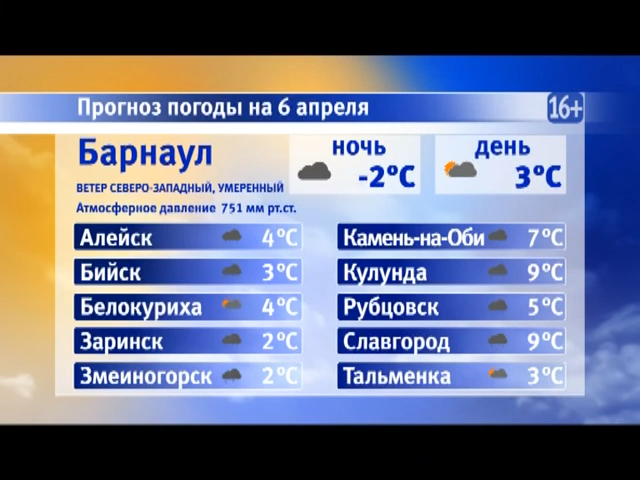 Прогноз погоды на 6 апреля 16+
Барнаул
ночь -2°C
день 3°C
ВЕТЕР СЕВЕРО-ЗАПАДНЫЙ, УМЕРЕННЫЙ
Атмосферное давление 751 мм рт.ст.
Алейск 4°C
Бийск 3°C
Белокуриха 4°C
Заринск 2°C
Змеиногорск 2°C
Камень-на-Оби 7°C
Кулунда 9°C
Рубцовск 5°C
Славгород 9°C
Тальменка 3°C